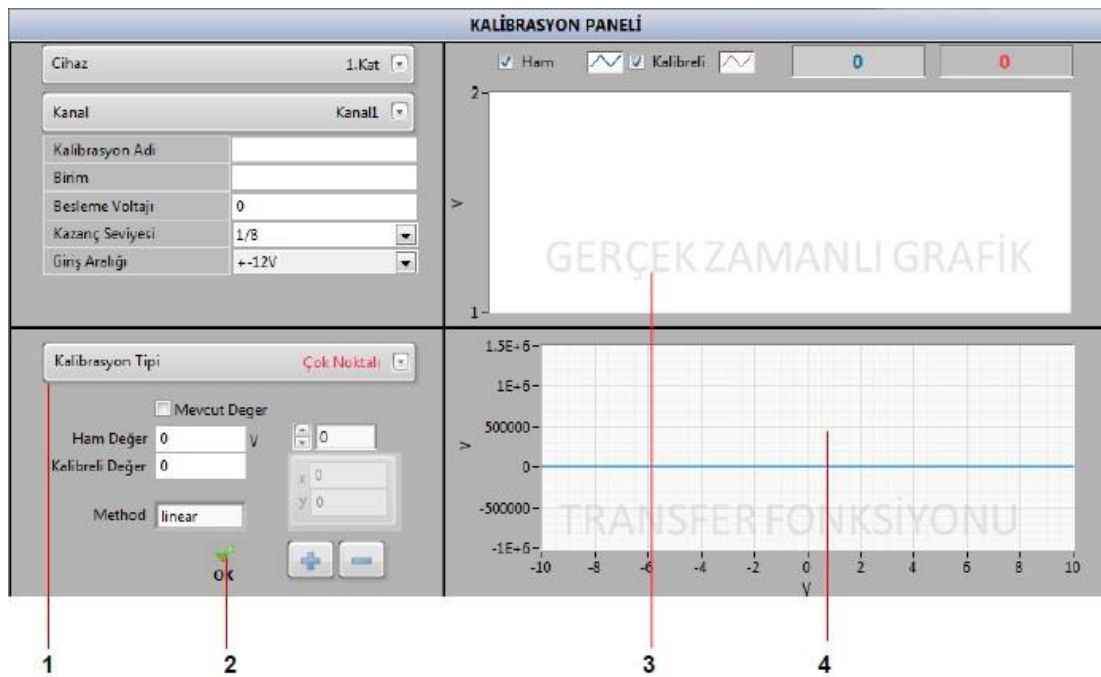 KALİBRASYON PANELİ
Cihaz 1.Kat
Kanal Kanal1
Kalibrasyon Adi
Birim
Besleme Voltajı 0
Kazanç Seviyesi 1/8
Giriş Aralığı +-12V
Ham Kalibreli 0 0
2
V
GERÇEK ZAMANLI GRAFİK
1
Kalibrasyon Tipi Çok Noktalı
Mevcut Deger
Ham Değer 0 V 0
Kalibreli Değer 0
x 0
y 0
Method linear
OK
1.5E+6
1E+6
500000
V
0
-500000
TRANSFER FONKSİYONU
-1E+6
-10 -8 -6 -4 -2 0 2 4 6 8 10
V
1 2 3 4